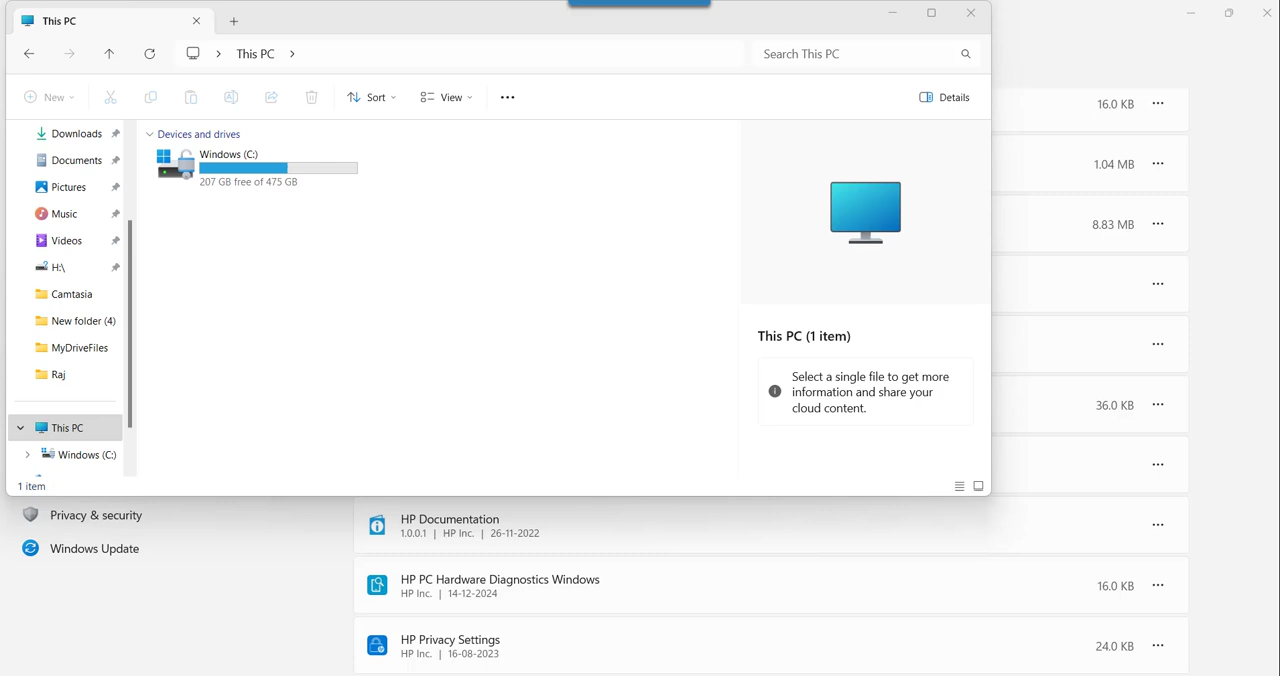 This PC
This PC
Search This PC
New
Sort
View
Details
Downloads
Documents
Pictures
Music
Videos
H:\
Camtasia
New folder (4)
MyDriveFiles
Raj
This PC
Windows (C:)
1 item
Devices and drives
Windows (C:)
207 GB free of 475 GB
This PC (1 item)
Select a single file to get more
information and share your
cloud content.
16.0 KB
1.04 MB
8.83 MB
36.0 KB
Privacy & security
Windows Update
HP Documentation
1.0.0.1 | HP Inc. | 26-11-2022
HP PC Hardware Diagnostics Windows
HP Inc. | 14-12-2024
16.0 KB
HP Privacy Settings
HP Inc. | 16-08-2023
24.0 KB